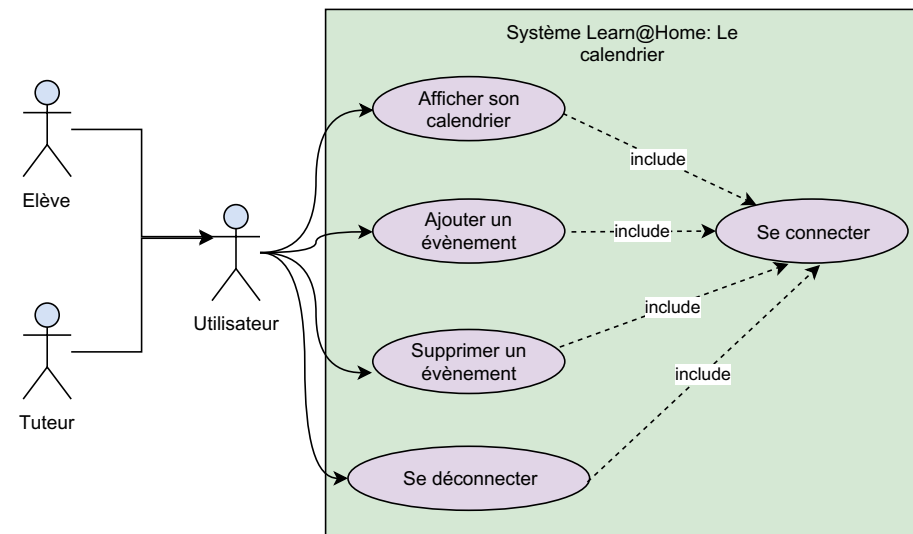 Système Learn@Home: Le
calendrier
Afficher son
calendrier
include
Elève
Ajouter un
évènement
include
Se connecter
Utilisateur
include
Supprimer un
évènement
include
Tuteur
Se déconnecter